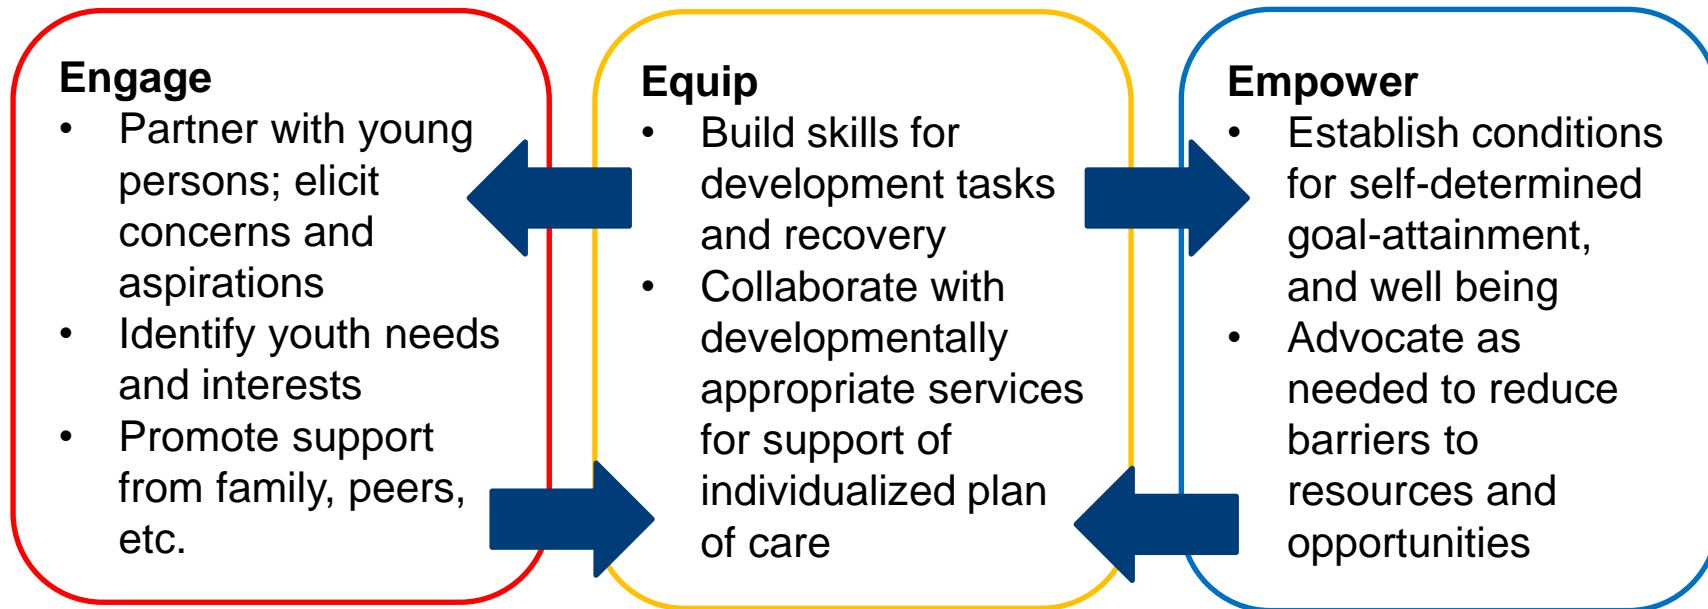 Engage
• Partner with young
persons; elicit
concerns and
aspirations
• Identify youth needs
and interests
• Promote support
from family, peers,
etc.
Equip
• Build skills for
development tasks
and recovery
• Collaborate with
developmentally
appropriate services
for support of
individualized plan
of care
Empower
• Establish conditions
for self-determined
goal-attainment,
and well being
• Advocate as
needed to reduce
barriers to
resources and
opportunities